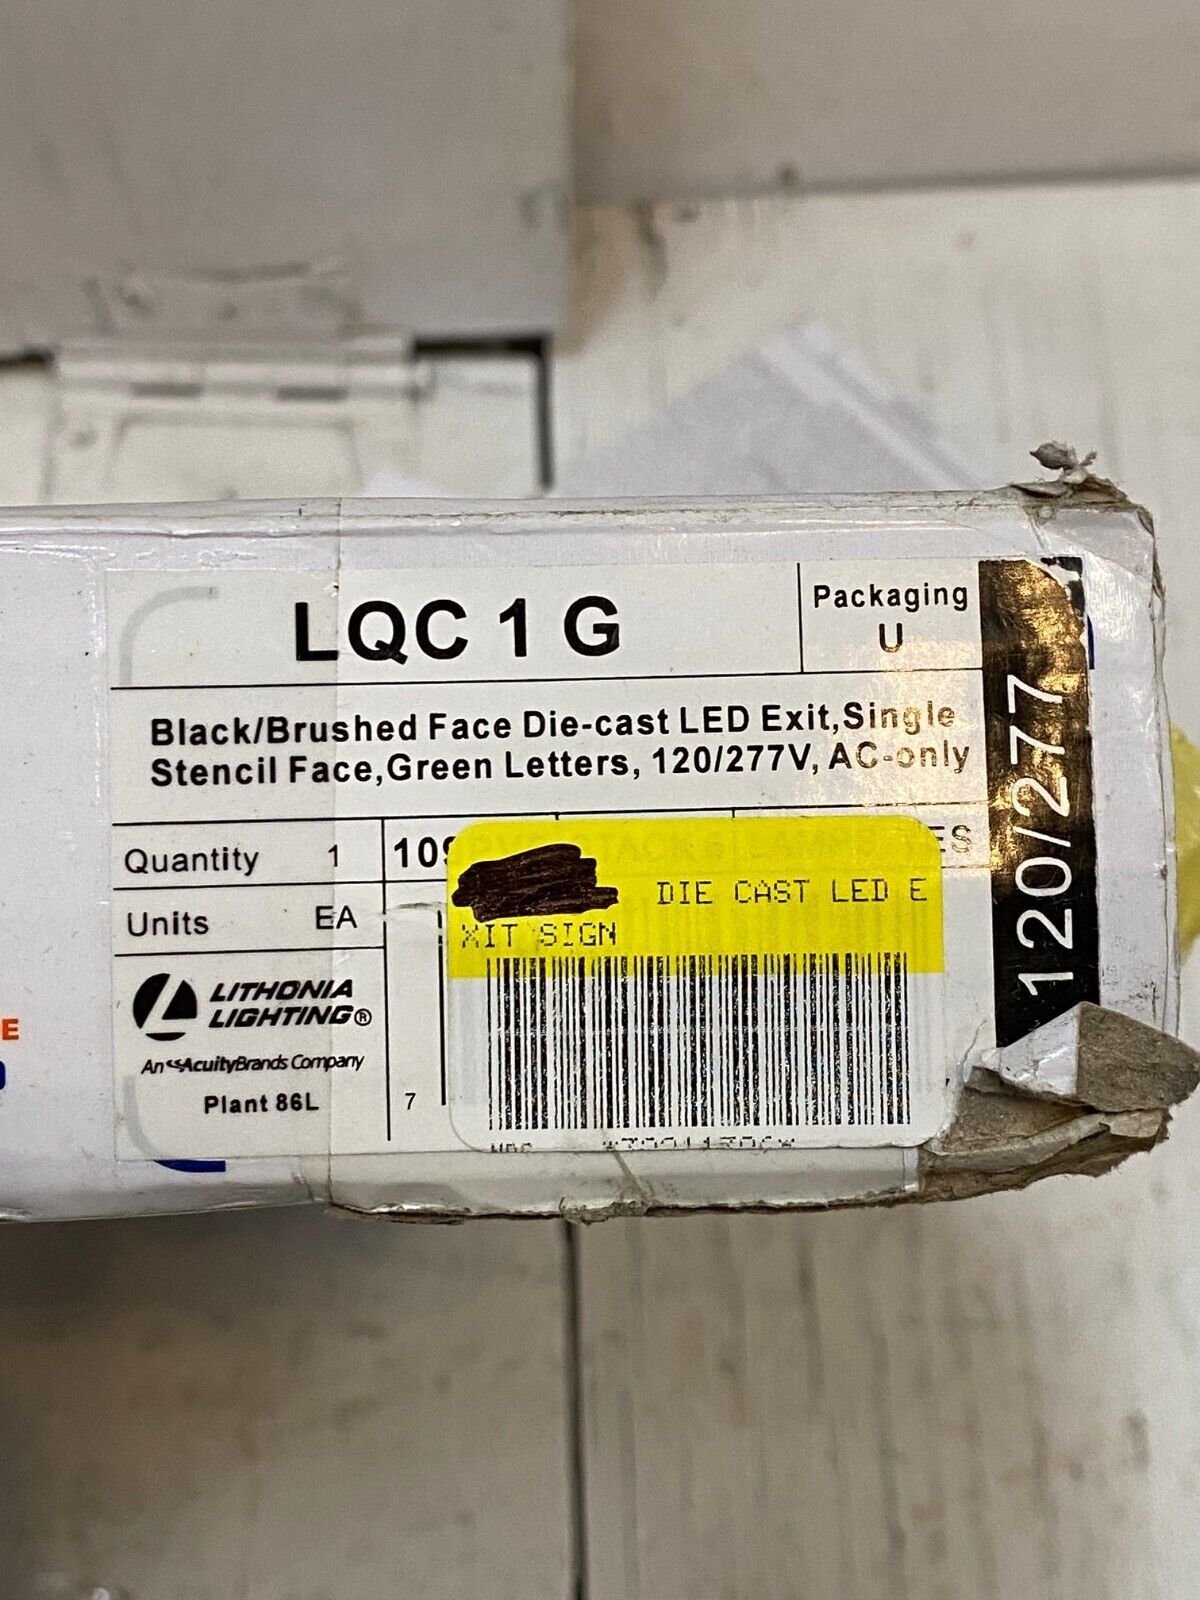 LQC 1 G
Packaging
U
Black/Brushed Face Die-cast LED Exit,Single
Stencil Face,Green Letters, 120/277V, AC-only
120/277
Quantity 1
Units EA
DIE CAST LED E
XIT SIGN
LITHONIA
LIGHTING®
An AcuityBrands Company
Plant 86L
7
E